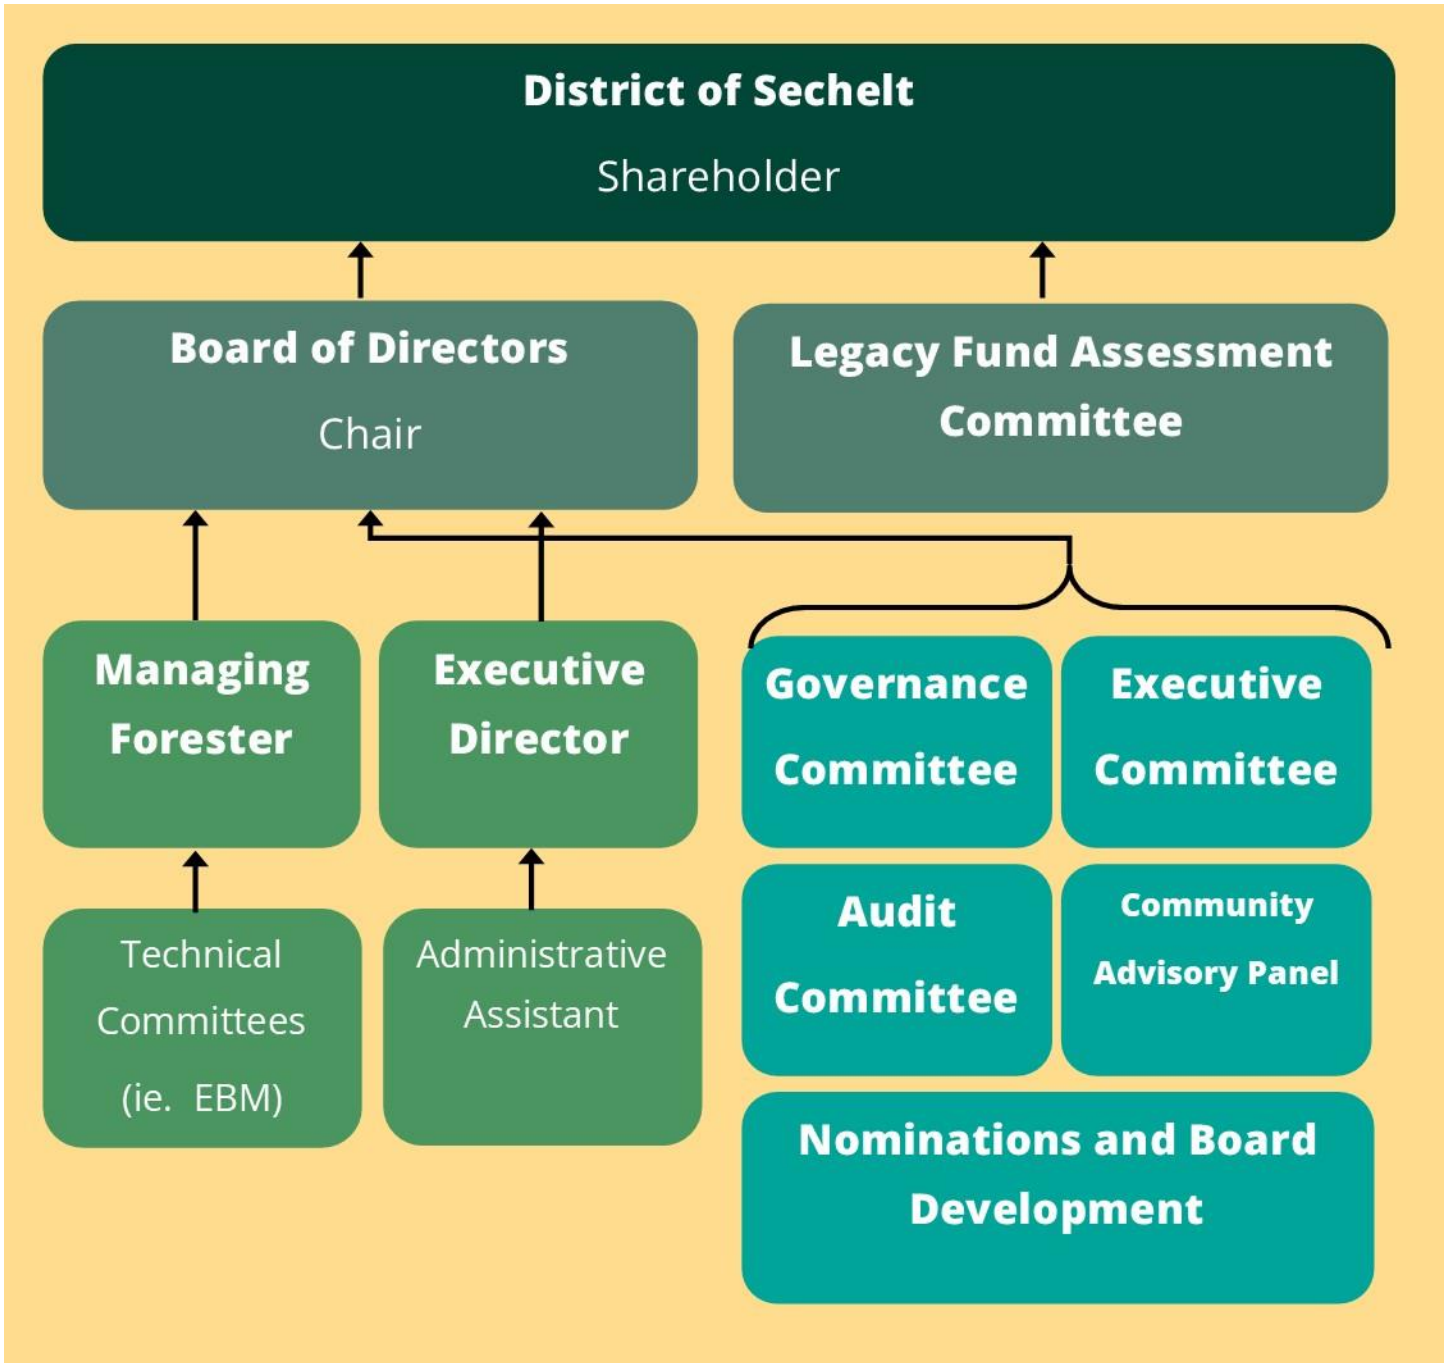 District of Sechelt
Shareholder
Board of Directors
Chair
Legacy Fund Assessment
Committee
Managing
Forester
Executive
Director
Governance
Committee
Executive
Committee
Technical
Committees
(ie. EBM)
Administrative
Assistant
Audit
Committee
Community
Advisory Panel
Nominations and Board
Development